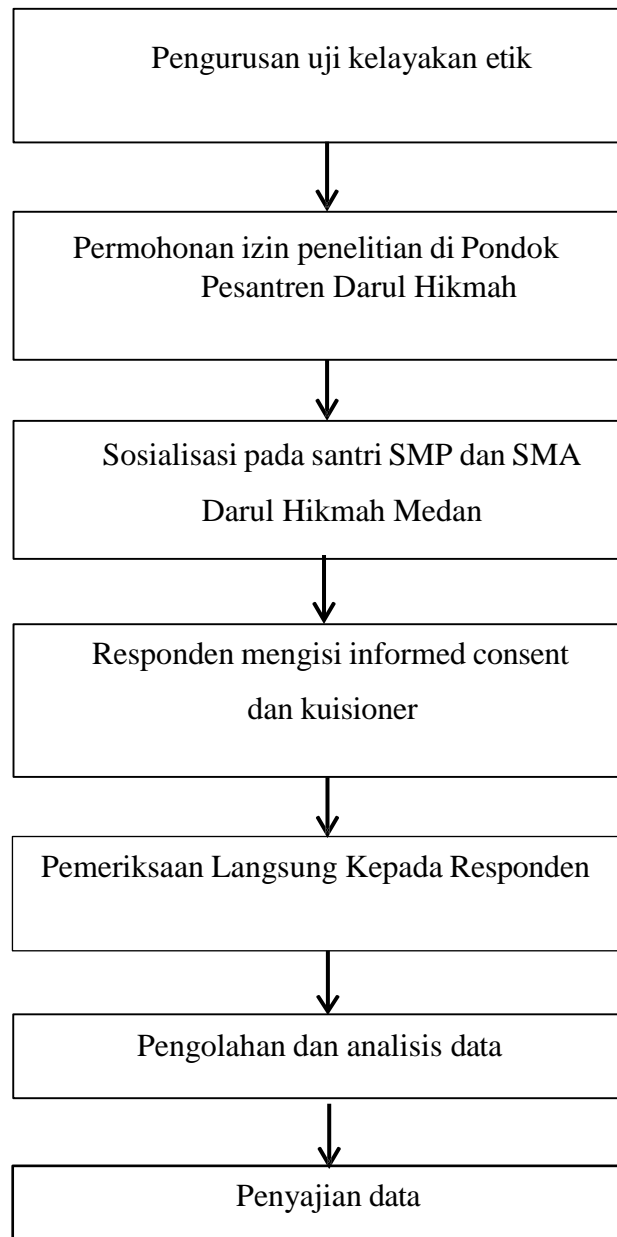 Pengurusan uji kelayakan etik
Permohonan izin penelitian di Pondok
Pesantren Darul Hikmah
Sosialisasi pada santri SMP dan SMA
Darul Hikmah Medan
Responden mengisi informed consent
dan kuisioner
Pemeriksaan Langsung Kepada Responden
Pengolahan dan analisis data
Penyajian data